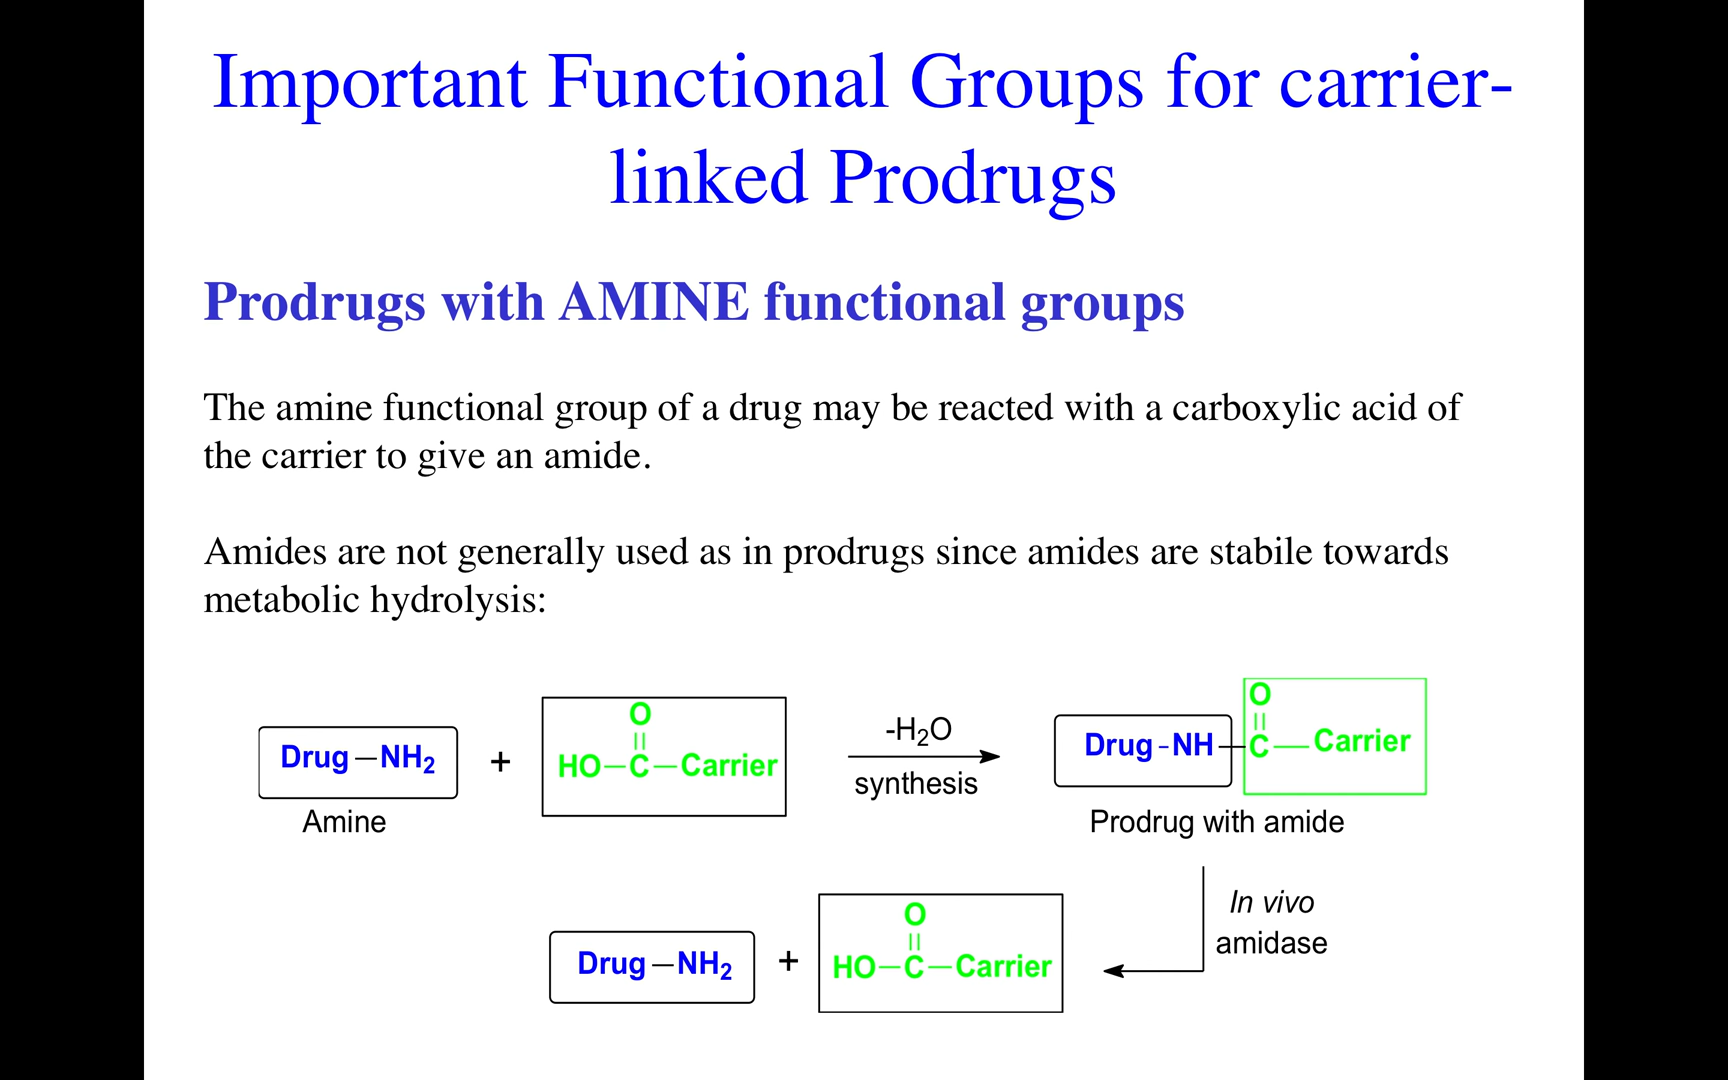 Important Functional Groups for carrier-
linked Prodrugs
Prodrugs with AMINE functional groups
The amine functional group of a drug may be reacted with a carboxylic acid of
the carrier to give an amide.
Amides are not generally used as in prodrugs since amides are stabile towards
metabolic hydrolysis:
Drug—NH₂
Amine
+
O
HO—C—Carrier
-H₂O
synthesis
O
Drug-NH—C—Carrier
Prodrug with amide
In vivo
amidase
Drug—NH₂
+
O
HO—C—Carrier